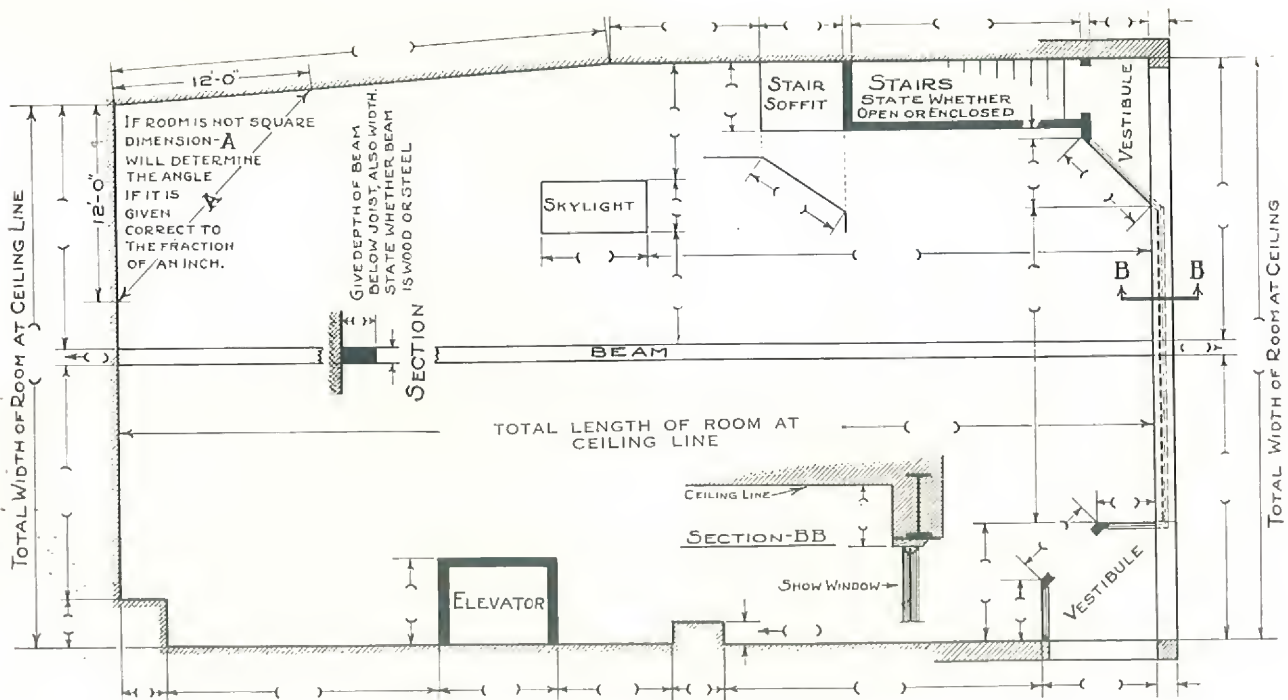 12'-0"
IF ROOM IS NOT SQUARE
DIMENSION-A
WILL DETERMINE
THE ANGLE
IF IT IS
GIVEN
CORRECT TO
THE FRACTION
OF AN INCH.
A
12'-0"
TOTAL WIDTH OF ROOM AT CEILING LINE
GIVE DEPTH OF BEAM
BELOW JOIST, ALSO WIDTH.
STATE WHETHER BEAM
IS WOOD OR STEEL
SECTION
STAIR
SOFFIT
STAIRS
STATE WHETHER
OPEN OR ENCLOSED
VESTIBULE
SKYLIGHT
B B
BEAM
TOTAL WIDTH OF ROOM AT CEILING
TOTAL LENGTH OF ROOM AT
CEILING LINE
CEILING LINE
SECTION-BB
SHOW WINDOW
ELEVATOR
VESTIBULE